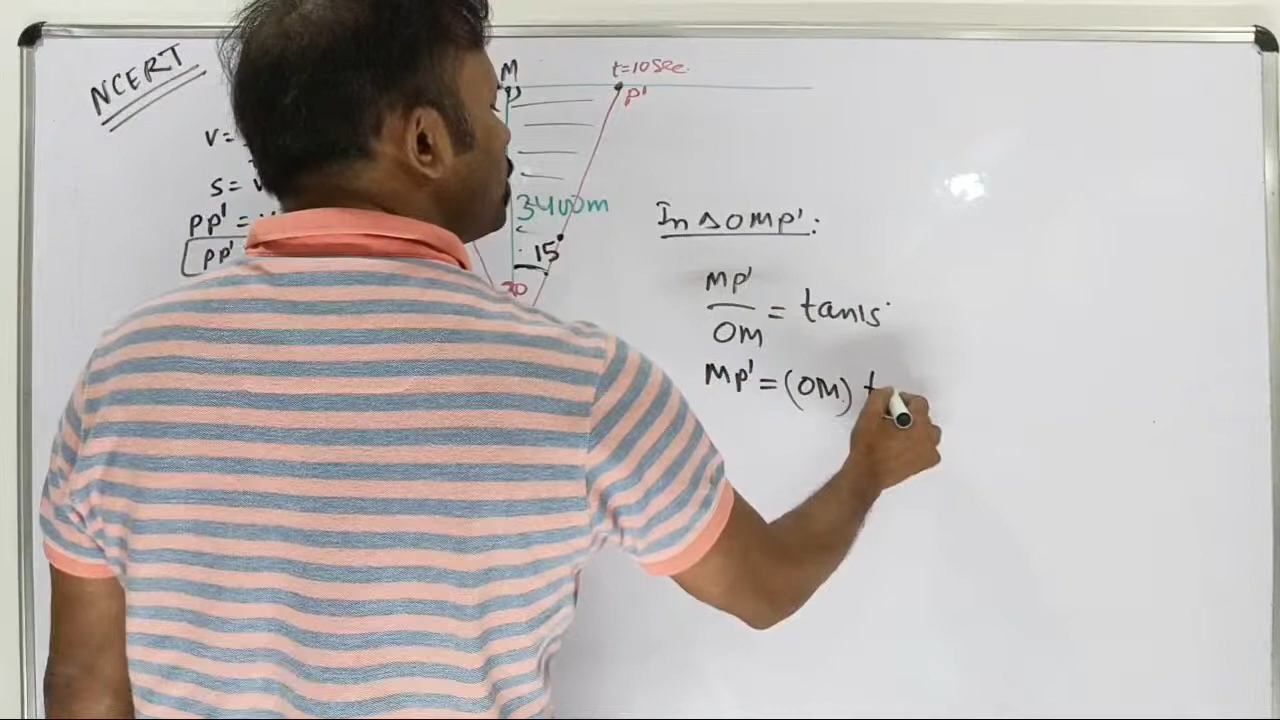 NCERT
V=
S=
PP' =
PP'
M
t=10sec
P'
3400m
15°
30
In Δ OMP':
MP'/OM = tan15°
MP' = (OM) t